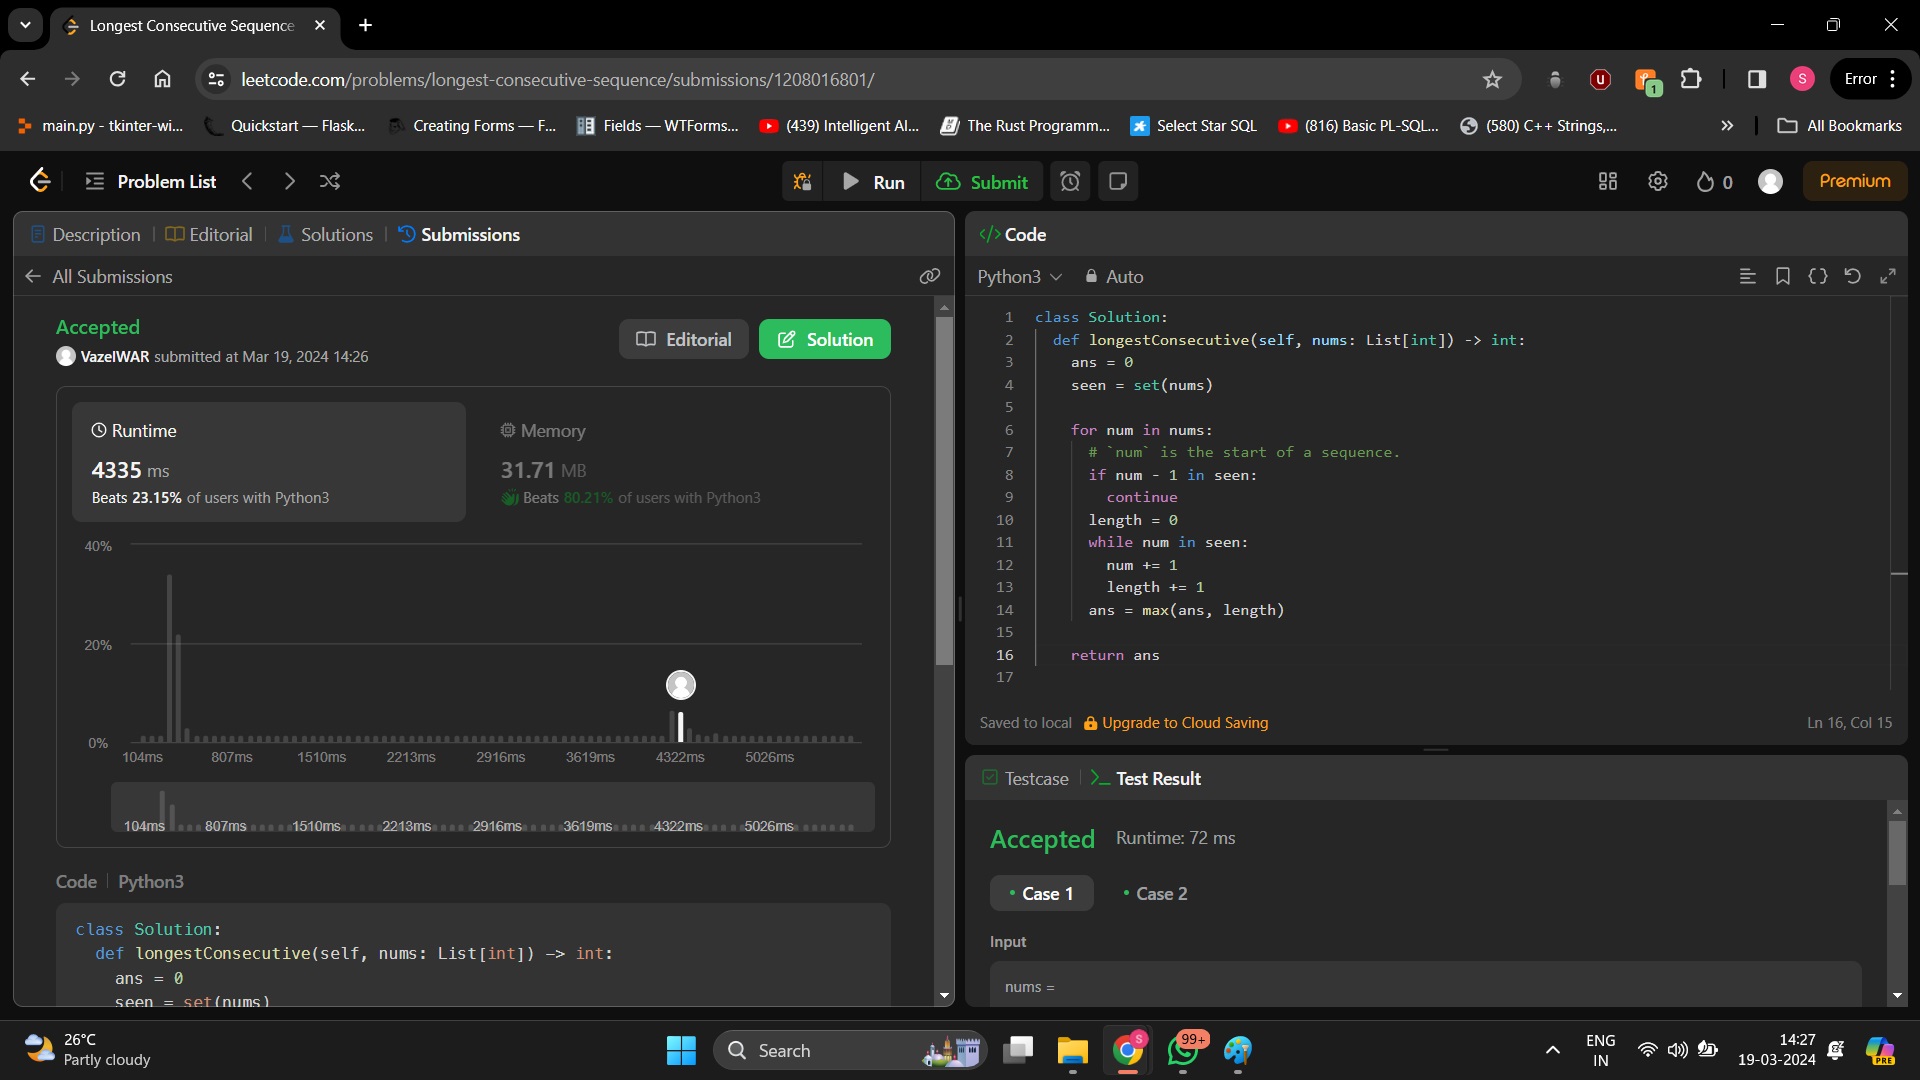 Longest Consecutive Sequence
leetcode.com/problems/longest-consecutive-sequence/submissions/1208016801/
1
S
Error
main.py - tkinter-wi...
Quickstart — Flask...
Creating Forms — F...
Fields — WTForms...
(439) Intelligent Al...
The Rust Programm...
Select Star SQL
(816) Basic PL-SQL...
(580) C++ Strings,...
All Bookmarks
Problem List
Run
Submit
0
Premium
Description
Editorial
Solutions
Submissions
All Submissions
Accepted
VazelWAR submitted at Mar 19, 2024 14:26
Editorial
Solution
Runtime
4335 ms
Beats 23.15% of users with Python3
Memory
31.71 MB
Beats 80.21% of users with Python3
40%
20%
0%
104ms 807ms 1510ms 2213ms 2916ms 3619ms 4322ms 5026ms
104ms 807ms 1510ms 2213ms 2916ms 3619ms 4322ms 5026ms
Code Python3
class Solution:
def longestConsecutive(self, nums: List[int]) -> int:
ans = 0
seen = set(nums)
</> Code
Python3
Auto
1 class Solution:
2 def longestConsecutive(self, nums: List[int]) -> int:
3 ans = 0
4 seen = set(nums)
5
6 for num in nums:
7 # `num` is the start of a sequence.
8 if num - 1 in seen:
9 continue
10 length = 0
11 while num in seen:
12 num += 1
13 length += 1
14 ans = max(ans, length)
15
16 return ans
17
Saved to local
Upgrade to Cloud Saving
Ln 16, Col 15
Testcase
Test Result
Accepted Runtime: 72 ms
Case 1
Case 2
Input
nums =
26°C
Partly cloudy
Search
S
99+
ENG
IN
14:27
19-03-2024
PRE